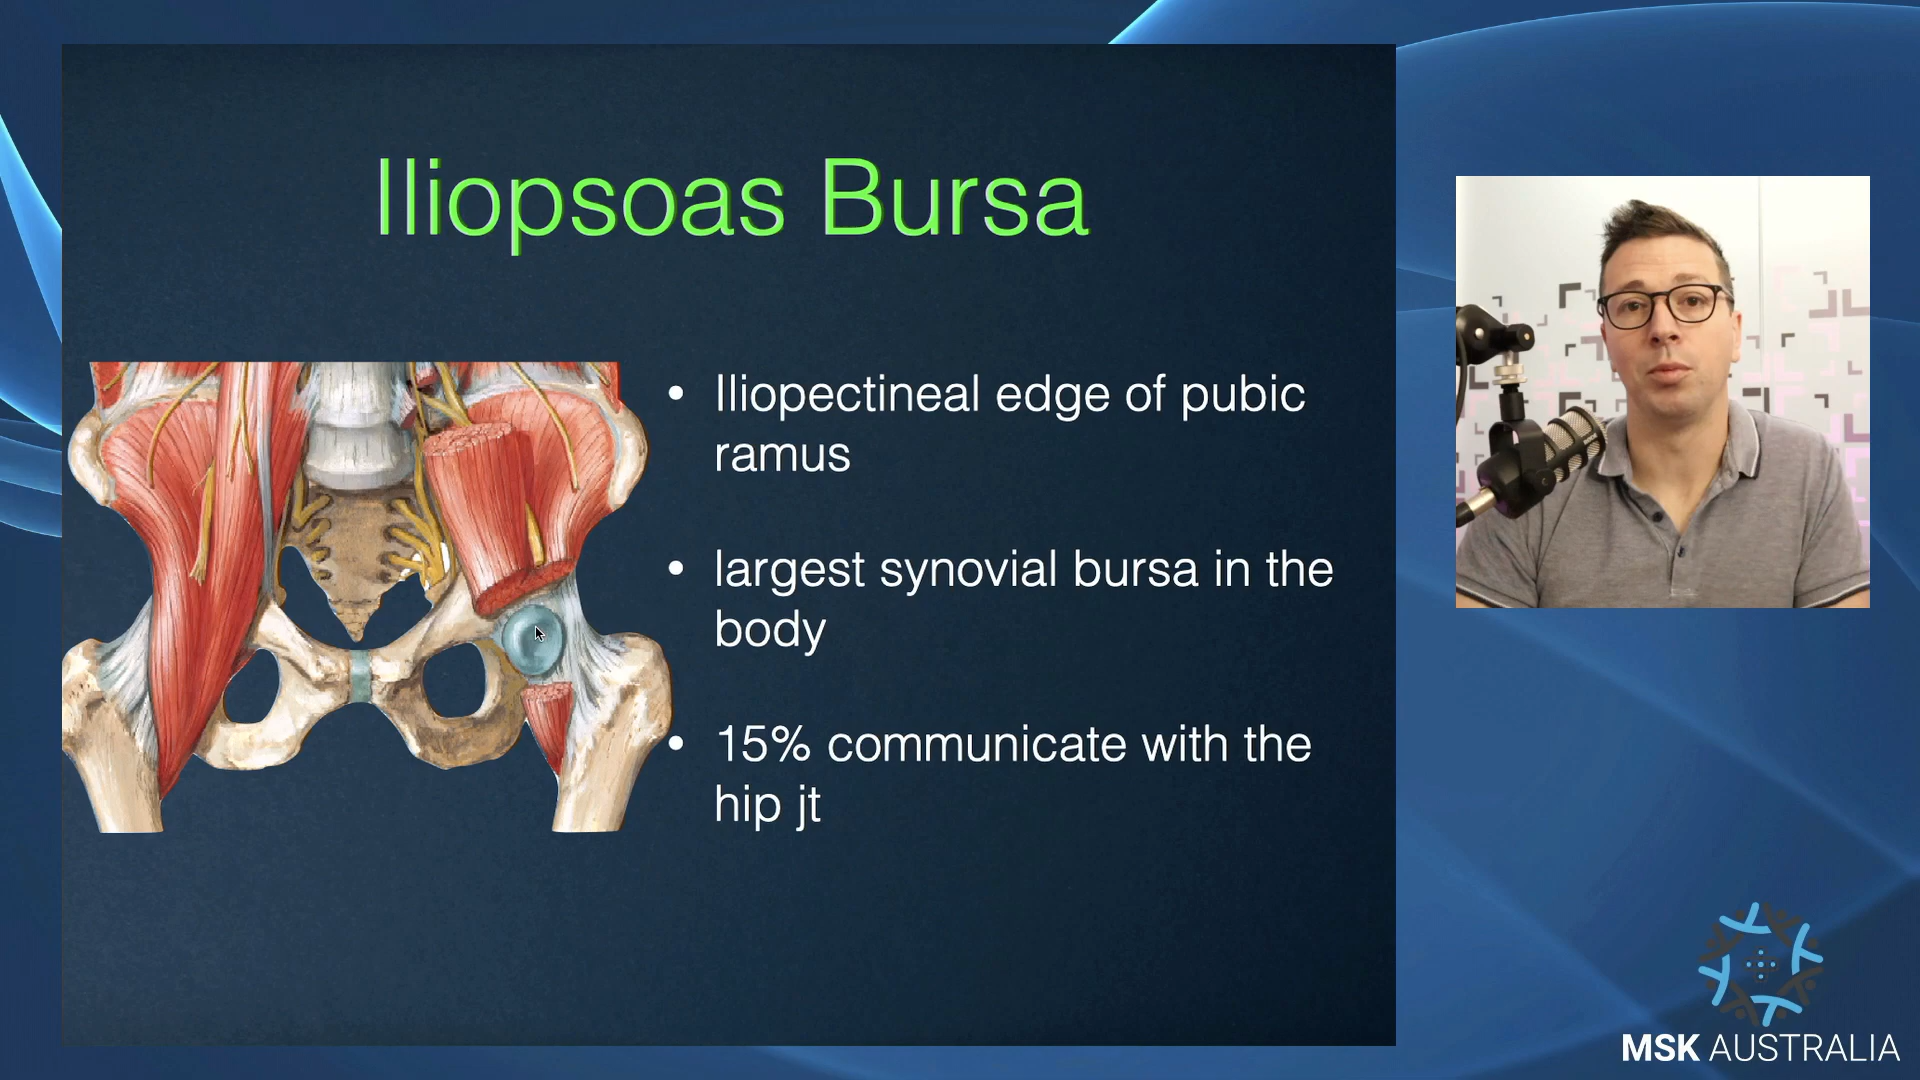 Iliopsoas Bursa
• Iliopectineal edge of pubic
ramus
• largest synovial bursa in the
body
• 15% communicate with the
hip jt
MSK AUSTRALIA